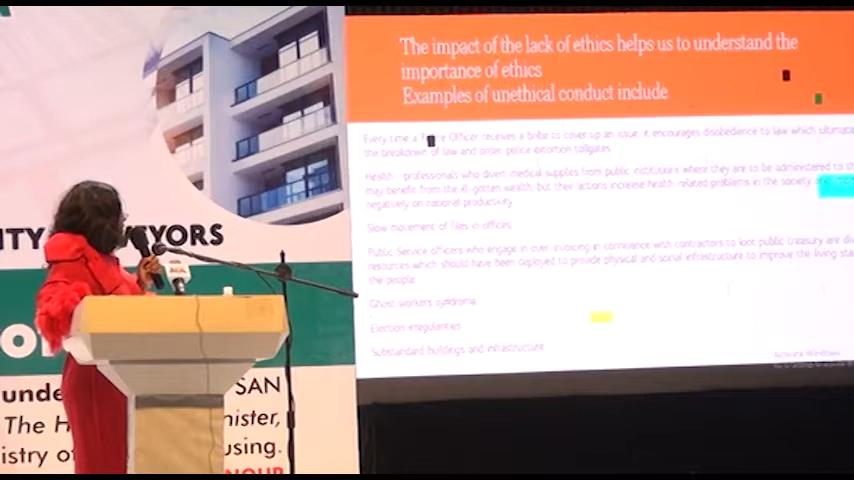 The impact of the lack of ethics helps us to understand the
importance of ethics
Examples of unethical conduct include
Every time a Police Officer receives a bribe to cover up an issue, it encourages disobedience to law which
the breakdown of law and order police extortion tollgates
Health professionals who divert medical supplies from public institutions where they are to be administered to
may benefit from the ill-gotten wealth, but their actions increase health related problems in the society
negatively on national productivity
Slow movement of files in offices
Public Service officers who engage in over invoicing in connivance with contractors to loot public treasury are
resources which should have been deployed to provide physical and social infrastructure to improve the living
the people
Ghost workers syndrome
Election irregularities
Substandard buildings and infrastructure
Activate Windows
SAN
The
nister,
istry of
using.